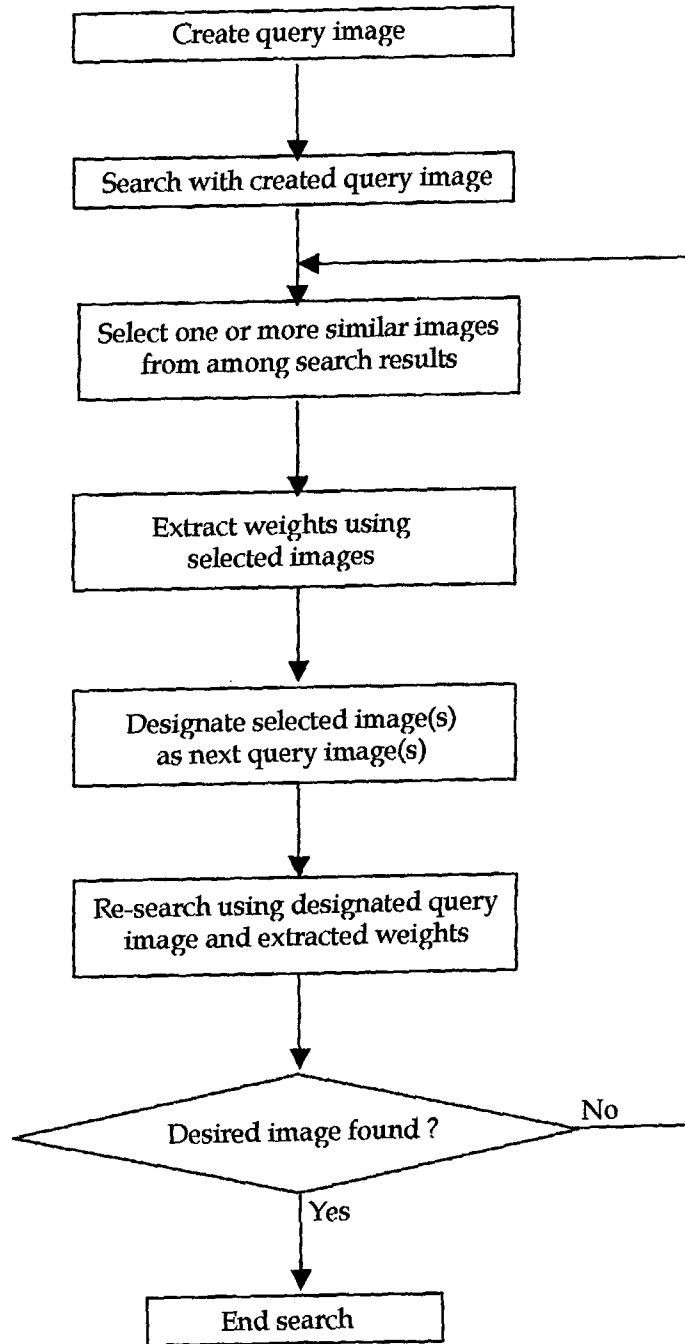 Create query image
Search with created query image
Select one or more similar images
from among search results
Extract weights using
selected images
Designate selected image(s)
as next query image(s)
Re-search using designated query
image and extracted weights
Desired image found ?
No
Yes
End search